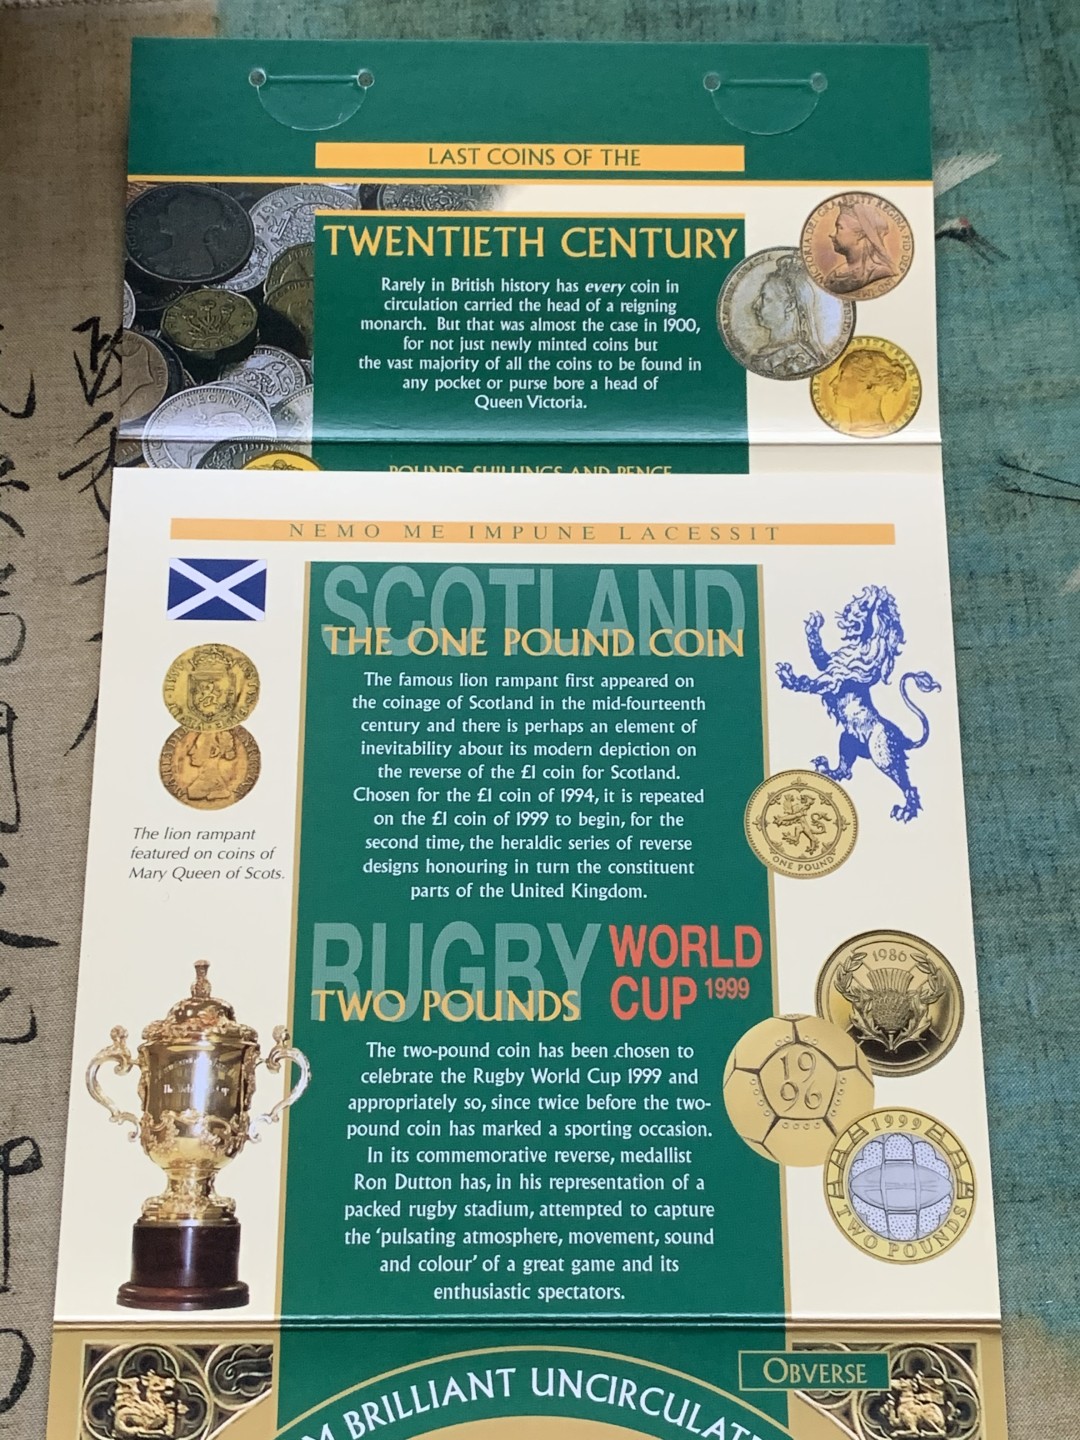 LAST COINS OF THE
TWENTIETH CENTURY
Rarely in British history has every coin in
circulation carried the head of a reigning
monarch. But that was almost the case in 1900,
for not just newly minted coins but
the vast majority of all the coins to be found in
any pocket or purse bore a head of
Queen Victoria.
POUNDS, SHILLINGS AND PENCE
NEMO ME IMPUNE LACESSIT
SCOTLAND
THE ONE POUND COIN
The famous lion rampant first appeared on
the coinage of Scotland in the mid-fourteenth
century and there is perhaps an element of
inevitability about its modern depiction on
the reverse of the £1 coin for Scotland.
Chosen for the £1 coin of 1994, it is repeated
on the £1 coin of 1999 to begin, for the
second time, the heraldic series of reverse
designs honouring in turn the constituent
parts of the United Kingdom.
The lion rampant
featured on coins of
Mary Queen of Scots.
ONE POUND
RUGBY WORLD
CUP 1999
TWO POUNDS
The two-pound coin has been chosen to
celebrate the Rugby World Cup 1999 and
appropriately so, since twice before the two-
pound coin has marked a sporting occasion.
In its commemorative reverse, medallist
Ron Dutton has, in his representation of a
packed rugby stadium, attempted to capture
the 'pulsating atmosphere, movement, sound
and colour' of a great game and its
enthusiastic spectators.
1986
19
96
1999
TWO POUNDS
OBVERSE
BRILLIANT UNCIRCULAT